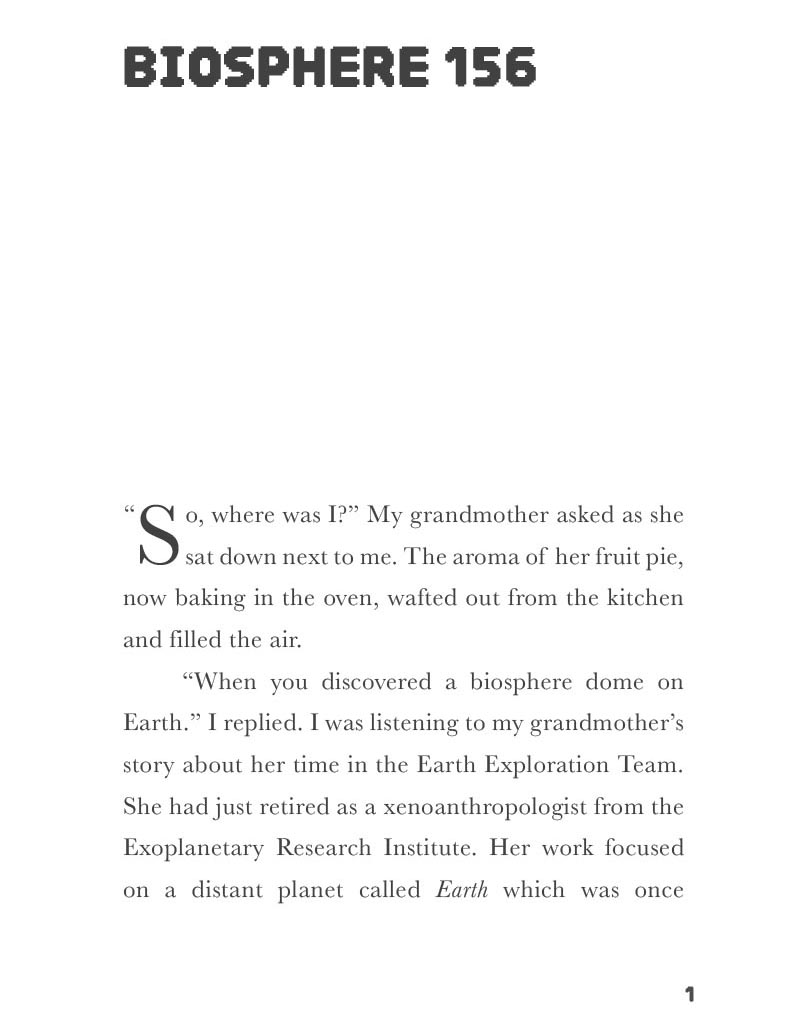 BIOSPHERE 156
“So, where was I?” My grandmother asked as she
sat down next to me. The aroma of her fruit pie,
now baking in the oven, wafted out from the kitchen
and filled the air.
“When you discovered a biosphere dome on
Earth.” I replied. I was listening to my grandmother’s
story about her time in the Earth Exploration Team.
She had just retired as a xenoanthropologist from the
Exoplanetary Research Institute. Her work focused
on a distant planet called Earth which was once
1